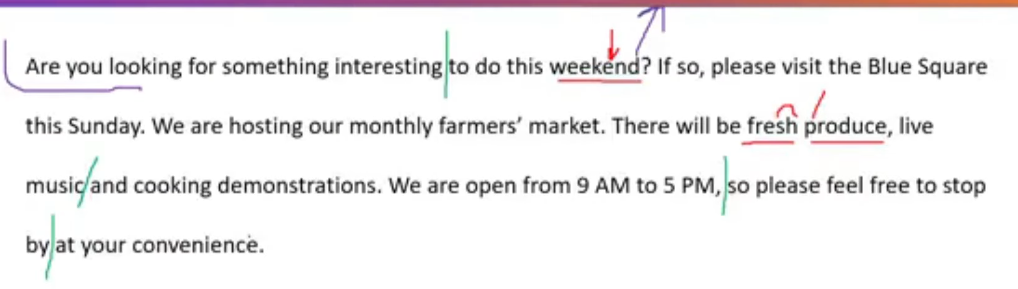 Are you looking for something interesting to do this weekend? If so, please visit the Blue Square
this Sunday. We are hosting our monthly farmers' market. There will be fresh produce, live
music and cooking demonstrations. We are open from 9 AM to 5 PM, so please feel free to stop
by at your convenience.